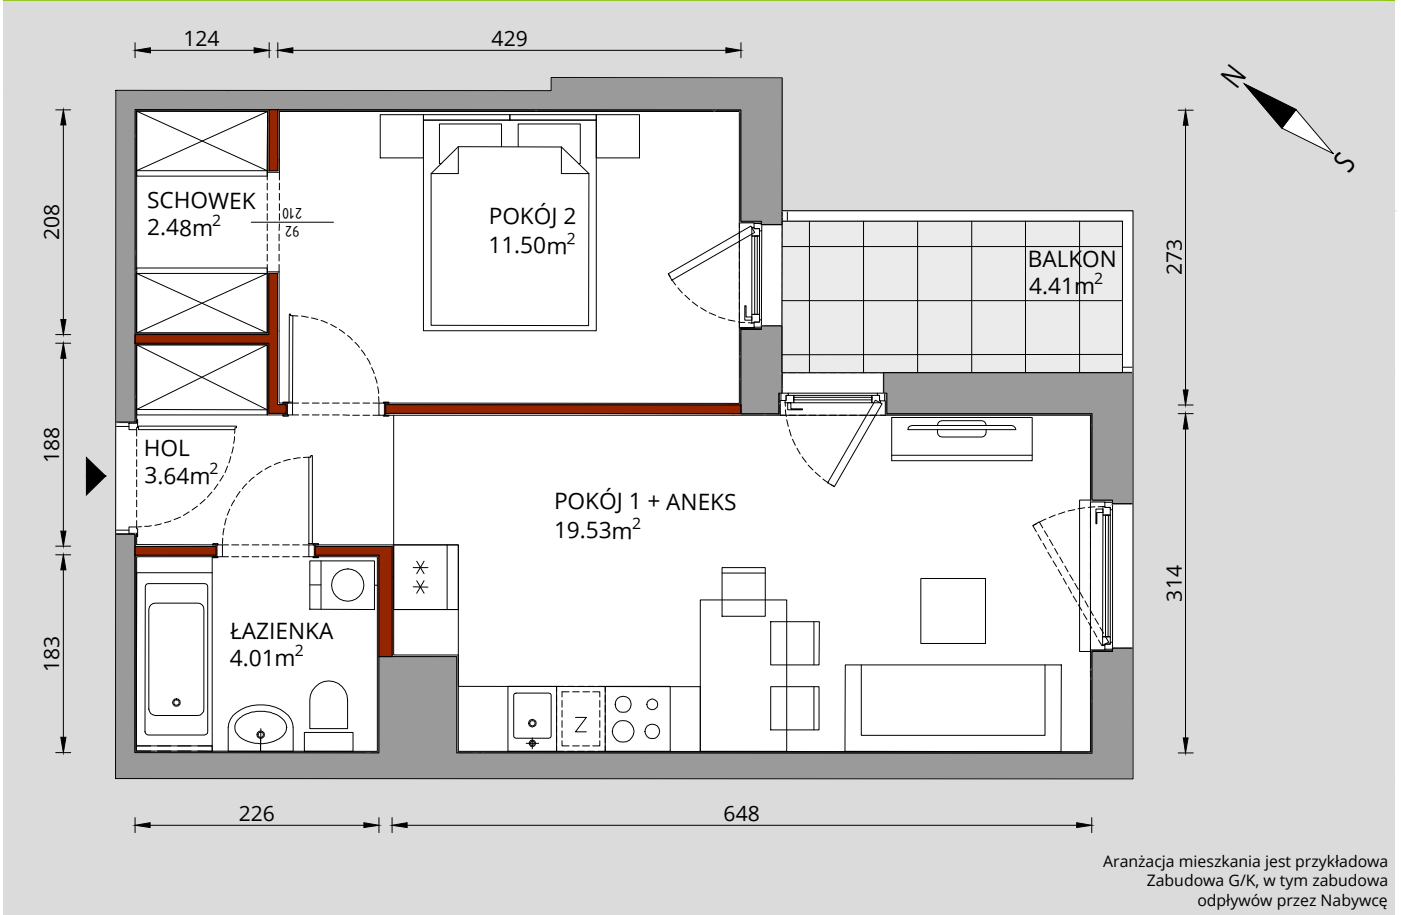 124
429
N
S
208
SCHOWEK
2.48m²
210
92
POKÓJ 2
11.50m²
BALKON
4.41m²
273
188
HOL
3.64m²
POKÓJ 1 + ANEKS
19.53m²
314
183
ŁAZIENKA
4.01m²
Z
226
648
Aranżacja mieszkania jest przykładowa
Zabudowa G/K, w tym zabudowa
odpływów przez Nabywcę